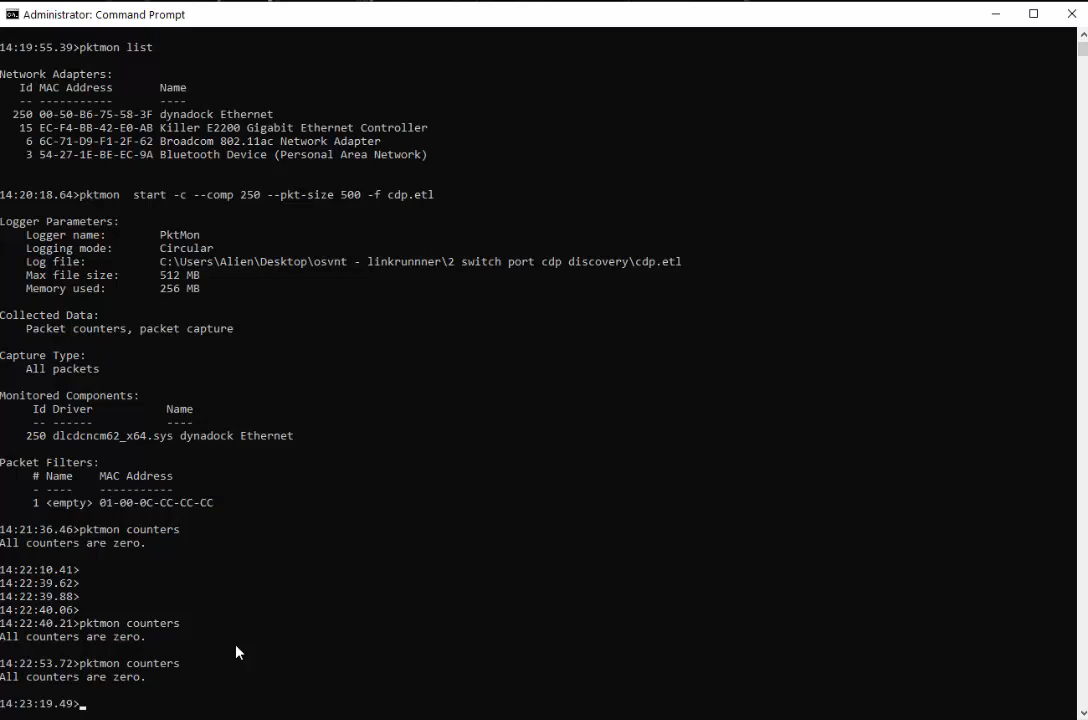 Administrator: Command Prompt
14:19:55.39>pktmon list
Network Adapters:
Id MAC Address Name
-- ----------- ----
250 00-50-B6-75-58-3F dynadock Ethernet
15 EC-F4-BB-42-E0-AB Killer E2200 Gigabit Ethernet Controller
6 6C-71-D9-F1-2F-62 Broadcom 802.11ac Network Adapter
3 54-27-1E-BE-EC-9A Bluetooth Device (Personal Area Network)
14:20:18.64>pktmon  start -c --comp 250 --pkt-size 500 -f cdp.etl
Logger Parameters:
Logger name: PktMon
Logging mode: Circular
Log file: C:\Users\Alien\Desktop\osvnt - linkrunnner\2 switch port cdp discovery\cdp.etl
Max file size: 512 MB
Memory used: 256 MB
Collected Data:
Packet counters, packet capture
Capture Type:
All packets
Monitored Components:
Id Driver Name
-- ------ ----
250 dlcdcncm62_x64.sys dynadock Ethernet
Packet Filters:
# Name MAC Address
- ---- -----------
1 <empty> 01-00-0C-CC-CC-CC
14:21:36.46>pktmon counters
All counters are zero.
14:22:10.41>
14:22:39.62>
14:22:39.88>
14:22:40.06>
14:22:40.21>pktmon counters
All counters are zero.
14:22:53.72>pktmon counters
All counters are zero.
14:23:19.49>